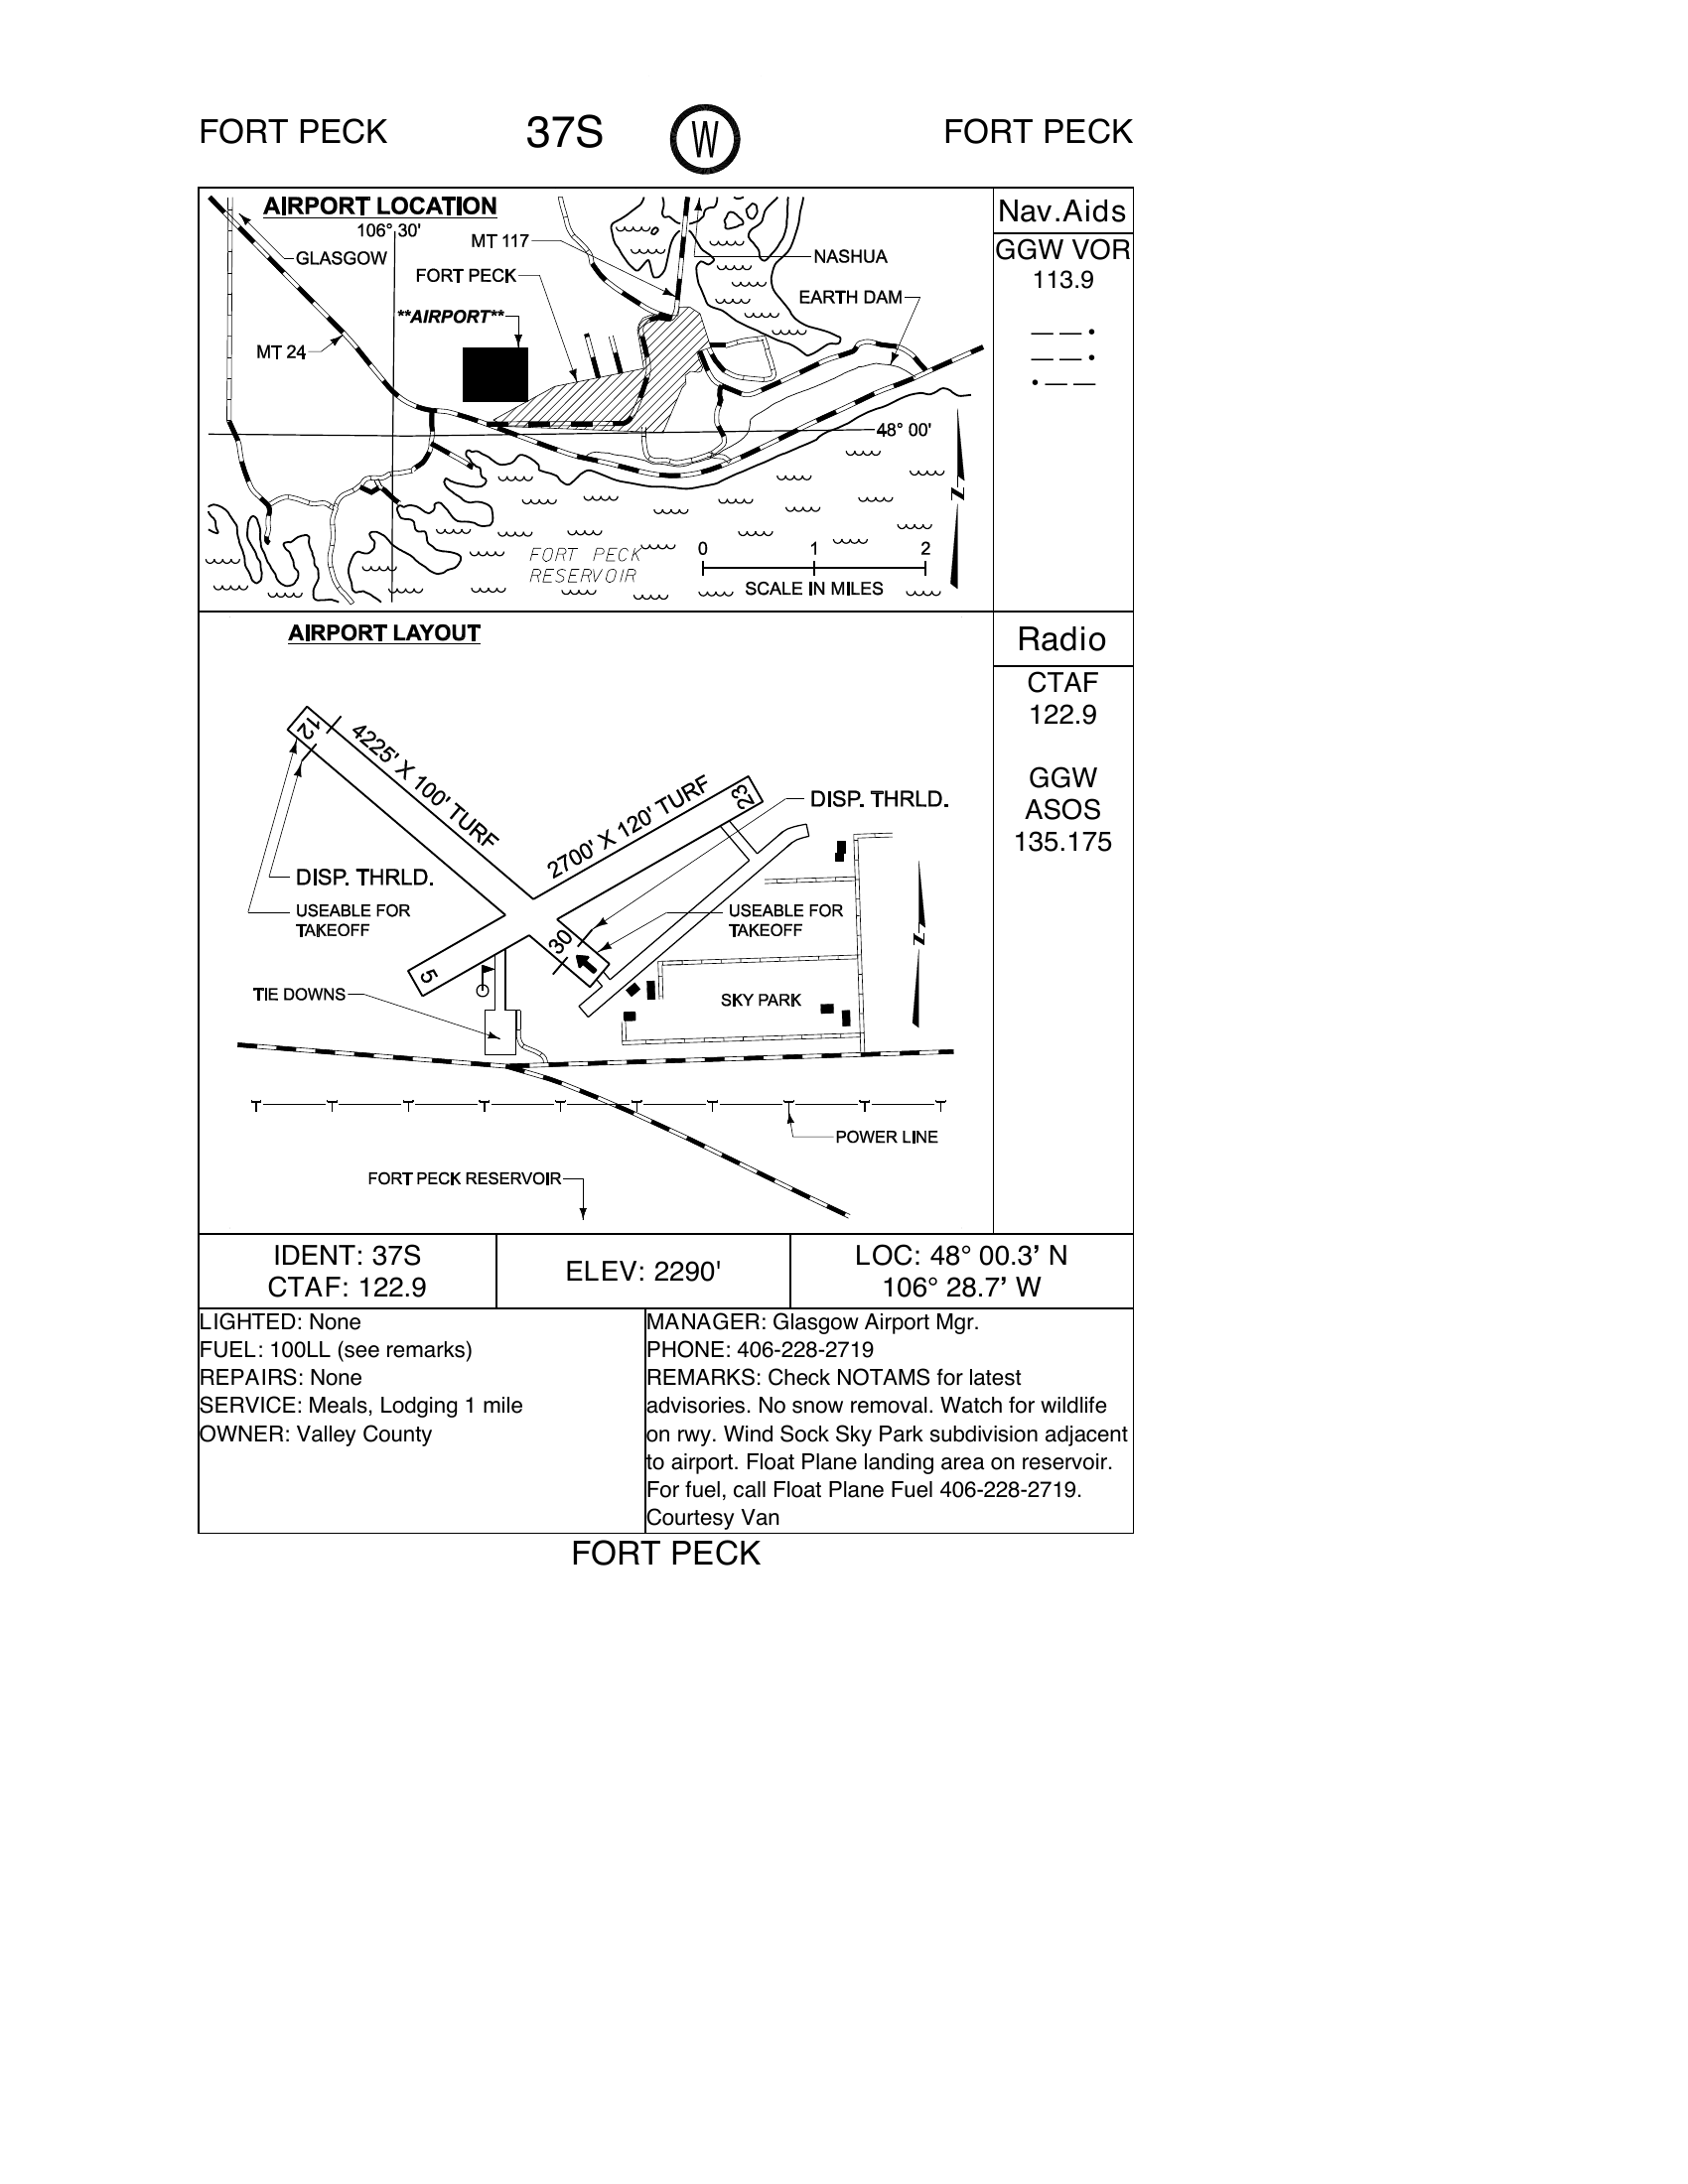 FORT PECK
37S
W
FORT PECK
AIRPORT LOCATION
106° 30'
GLASGOW
MT 117
FORT PECK
**AIRPORT**
MT 24
NASHUA
EARTH DAM
48° 00'
N
FORT PECK
RESERVOIR
0 1 2
SCALE IN MILES
Nav.Aids
GGW VOR
113.9
— — •
— — •
• — —
AIRPORT LAYOUT
12
4225' X 100' TURF
2700' X 120' TURF
23
DISP. THRLD.
DISP. THRLD.
USEABLE FOR
TAKEOFF
USEABLE FOR
TAKEOFF
30
5
N
TIE DOWNS
SKY PARK
POWER LINE
FORT PECK RESERVOIR
Radio
CTAF
122.9
GGW
ASOS
135.175
IDENT: 37S
CTAF: 122.9
ELEV: 2290'
LOC: 48° 00.3’ N
106° 28.7’ W
LIGHTED: None
FUEL: 100LL (see remarks)
REPAIRS: None
SERVICE: Meals, Lodging 1 mile
OWNER: Valley County
MANAGER: Glasgow Airport Mgr.
PHONE: 406-228-2719
REMARKS: Check NOTAMS for latest
advisories. No snow removal. Watch for wildlife
on rwy. Wind Sock Sky Park subdivision adjacent
to airport. Float Plane landing area on reservoir.
For fuel, call Float Plane Fuel 406-228-2719.
Courtesy Van
FORT PECK